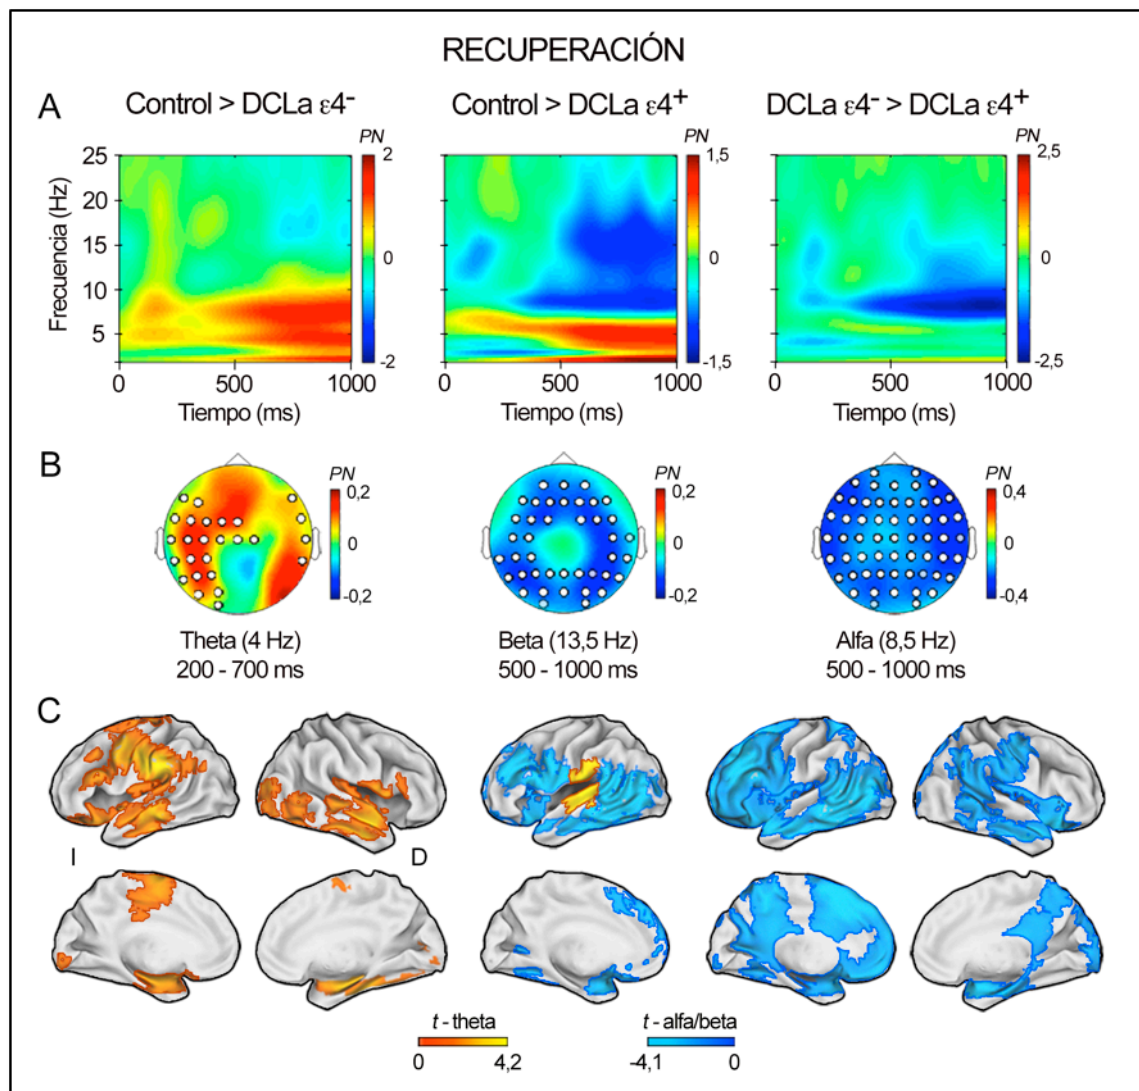 RECUPERACIÓN
A
Control > DCLa ε4-
Control > DCLa ε4+
DCLa ε4- > DCLa ε4+
PN
PN
PN
25
20
15
10
5
Frecuencia (Hz)
2
0
-2
1,5
0
-1,5
2,5
0
-2,5
0 500 1000
0 500 1000
0 500 1000
Tiempo (ms)
Tiempo (ms)
Tiempo (ms)
B
PN
PN
PN
0,2
0
-0,2
0,2
0
-0,2
0,4
0
-0,4
Theta (4 Hz)
200 - 700 ms
Beta (13,5 Hz)
500 - 1000 ms
Alfa (8,5 Hz)
500 - 1000 ms
C
I
D
t - theta
0 4,2
t - alfa/beta
-4,1 0